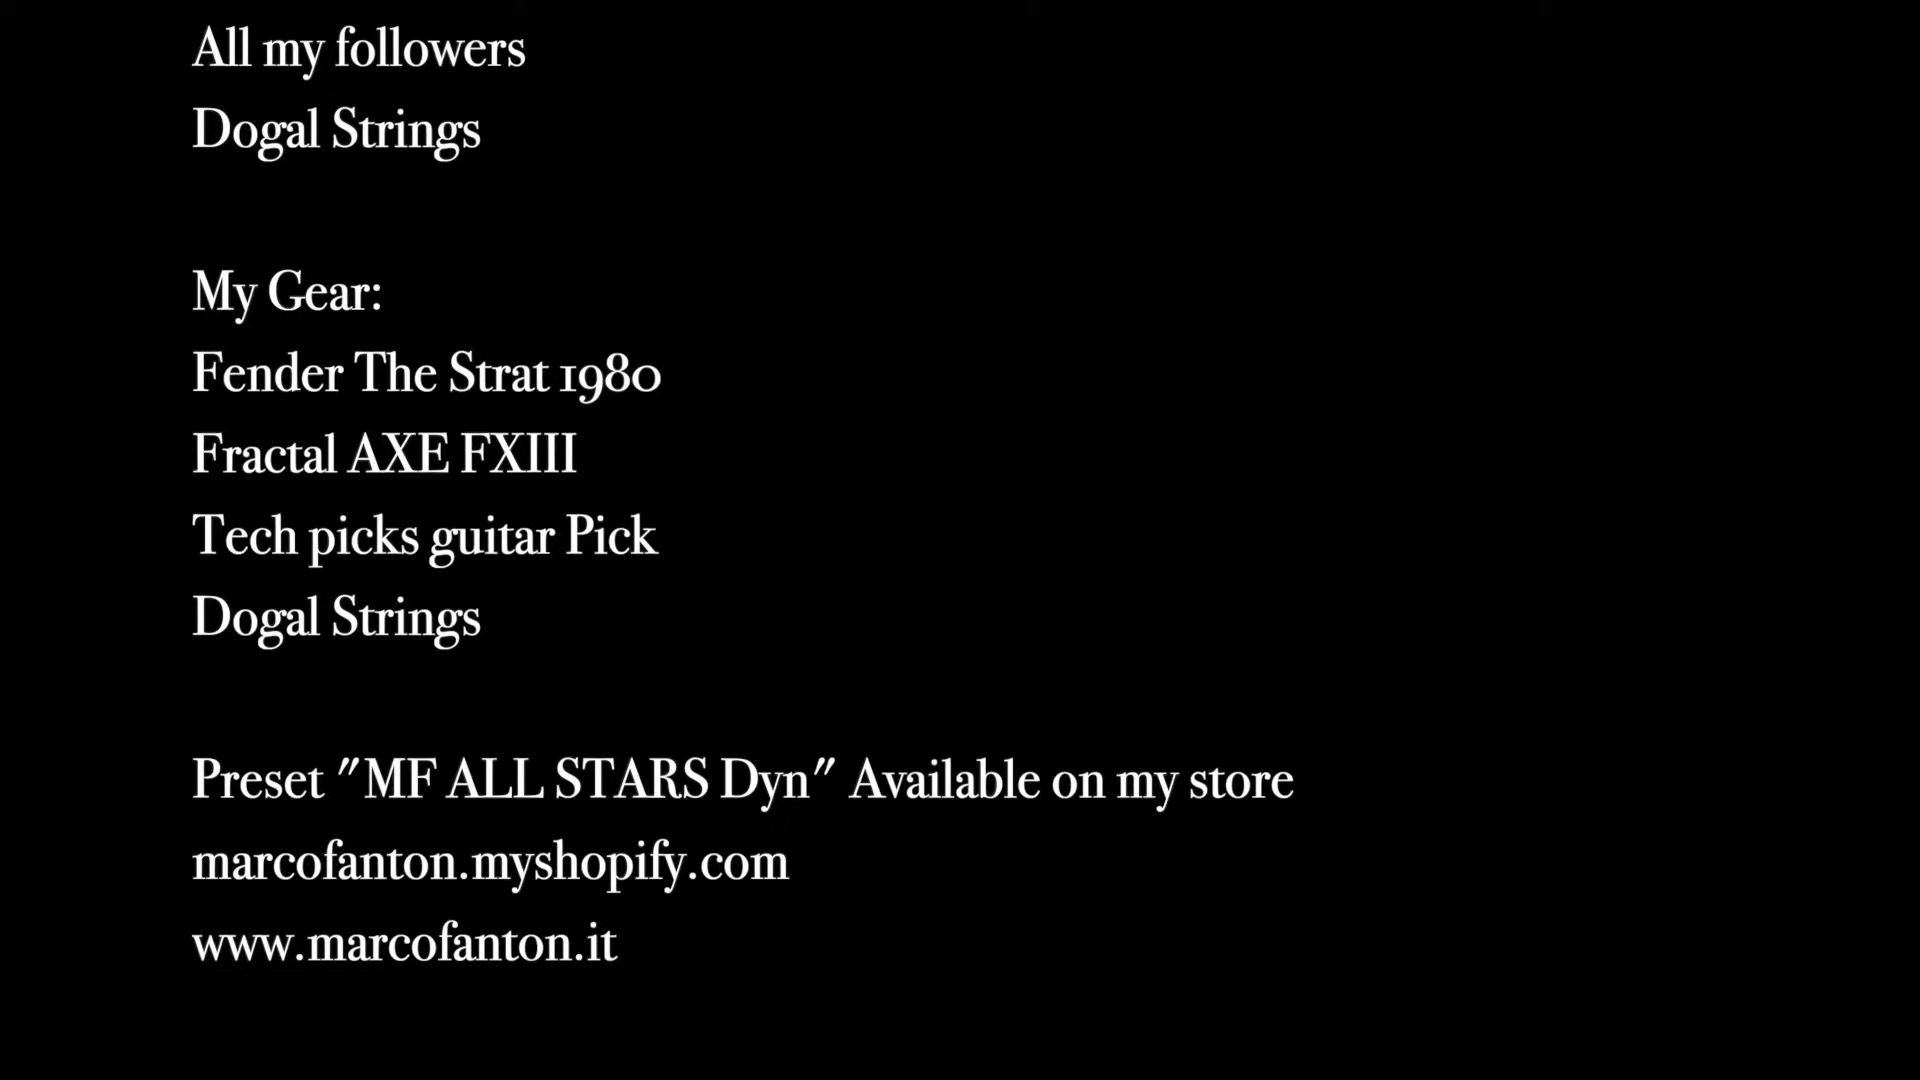 All my followers
Dogal Strings
My Gear:
Fender The Strat 1980
Fractal AXE FXIII
Tech picks guitar Pick
Dogal Strings
Preset "MF ALL STARS Dyn" Available on my store
marcofanton.myshopify.com
www.marcofanton.it